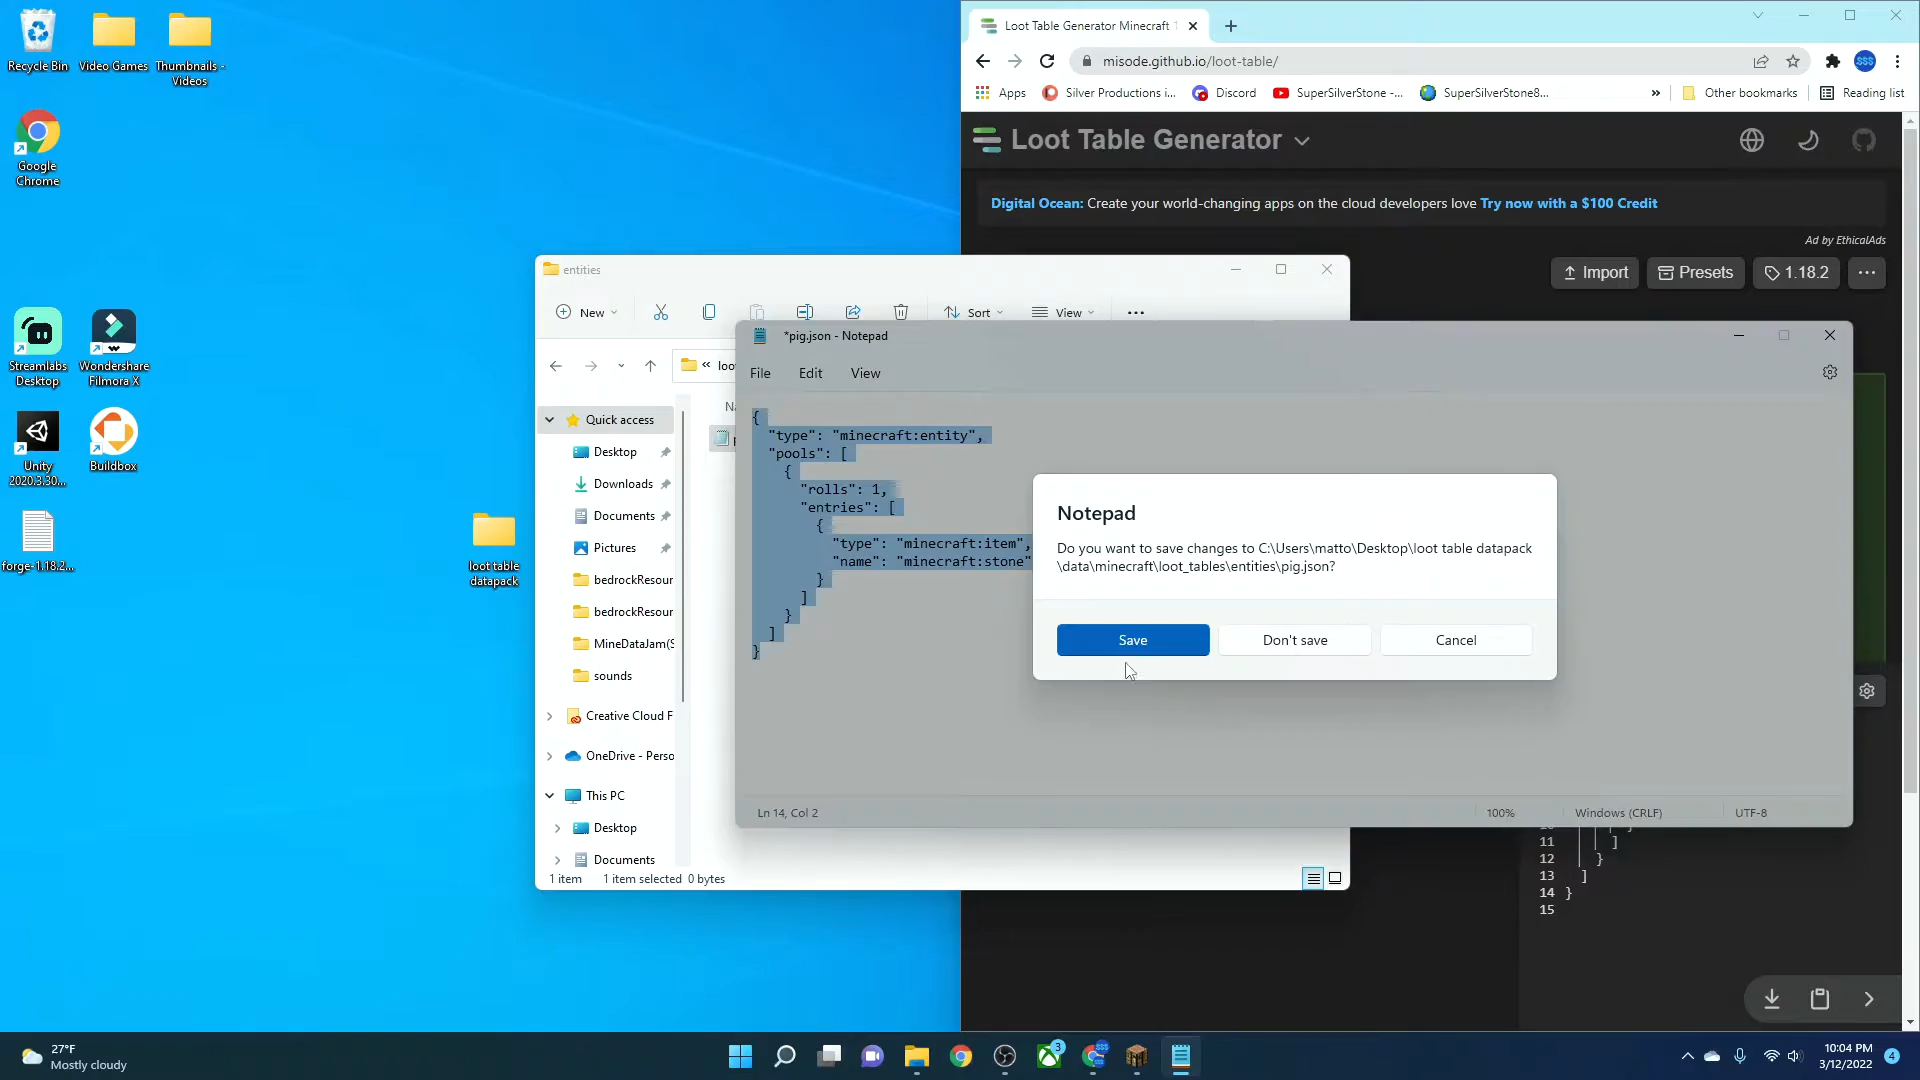 Recycle Bin
Video Games
Thumbnails -
Videos
Google
Chrome
Streamlabs
Desktop
Wondershare
Filmora X
Unity
2020.3.30...
Buildbox
forge-1.18.2...
loot table
datapack
Loot Table Generator Minecraft
misode.github.io/loot-table/
SSS
Apps
Silver Productions i...
Discord
SuperSilverStone -...
SuperSilverStone8...
»
Other bookmarks
Reading list
Loot Table Generator
Digital Ocean: Create your world-changing apps on the cloud developers love Try now with a $100 Credit
Ad by EthicalAds
Import
Presets
1.18.2
entities
New
Sort
View
« loo
Quick access
Desktop
Downloads
Documents
Pictures
bedrockResour
bedrockResour
MineDataJam(S
sounds
Creative Cloud F
OneDrive - Perso
This PC
Desktop
Documents
1 item
1 item selected 0 bytes
*pig.json - Notepad
File
Edit
View
{
"type": "minecraft:entity",
"pools": [
{
"rolls": 1,
"entries": [
{
"type": "minecraft:item",
"name": "minecraft:stone"
}
]
}
]
}
Ln 14, Col 2
100%
Windows (CRLF)
UTF-8
Notepad
Do you want to save changes to C:\Users\matto\Desktop\loot table datapack
\data\minecraft\loot_tables\entities\pig.json?
Save
Don't save
Cancel
11 ]
12 }
13 ]
14 }
15
27°F
Mostly cloudy
3
SSS
10:04 PM
3/12/2022
4